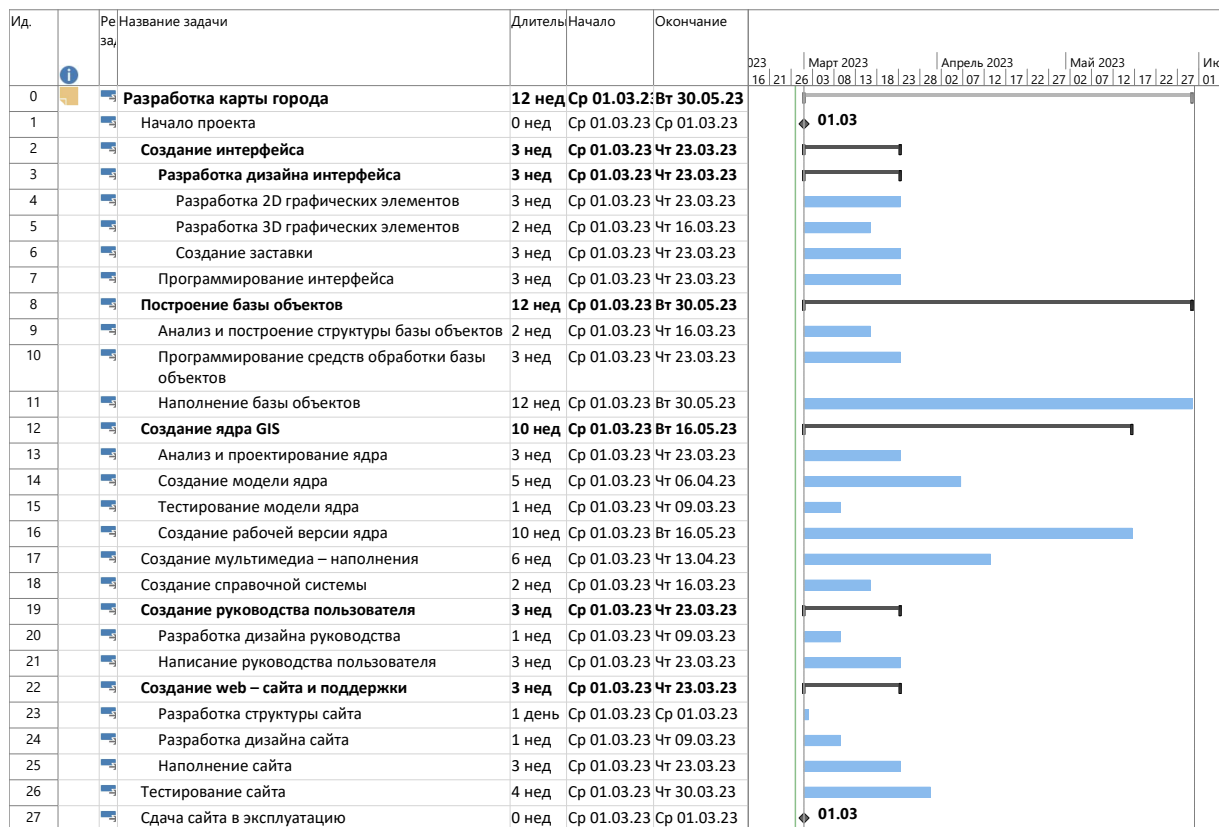 Ид. Ре Название задачи Длительн Начало Окончание
за,
023 Март 2023 Апрель 2023 Май 2023 Ию
16 21 26 03 08 13 18 23 28 02 07 12 17 22 27 02 07 12 17 22 27 01
0 Разработка карты города 12 нед Ср 01.03.23 Вт 30.05.23
1 Начало проекта 0 нед Ср 01.03.23 Ср 01.03.23 01.03
2 Создание интерфейса 3 нед Ср 01.03.23 Чт 23.03.23
3 Разработка дизайна интерфейса 3 нед Ср 01.03.23 Чт 23.03.23
4 Разработка 2D графических элементов 3 нед Ср 01.03.23 Чт 23.03.23
5 Разработка 3D графических элементов 2 нед Ср 01.03.23 Чт 16.03.23
6 Создание заставки 3 нед Ср 01.03.23 Чт 23.03.23
7 Программирование интерфейса 3 нед Ср 01.03.23 Чт 23.03.23
8 Построение базы объектов 12 нед Ср 01.03.23 Вт 30.05.23
9 Анализ и построение структуры базы объектов 2 нед Ср 01.03.23 Чт 16.03.23
10 Программирование средств обработки базы 3 нед Ср 01.03.23 Чт 23.03.23
объектов
11 Наполнение базы объектов 12 нед Ср 01.03.23 Вт 30.05.23
12 Создание ядра GIS 10 нед Ср 01.03.23 Вт 16.05.23
13 Анализ и проектирование ядра 3 нед Ср 01.03.23 Чт 23.03.23
14 Создание модели ядра 5 нед Ср 01.03.23 Чт 06.04.23
15 Тестирование модели ядра 1 нед Ср 01.03.23 Чт 09.03.23
16 Создание рабочей версии ядра 10 нед Ср 01.03.23 Вт 16.05.23
17 Создание мультимедиа – наполнения 6 нед Ср 01.03.23 Чт 13.04.23
18 Создание справочной системы 2 нед Ср 01.03.23 Чт 16.03.23
19 Создание руководства пользователя 3 нед Ср 01.03.23 Чт 23.03.23
20 Разработка дизайна руководства 1 нед Ср 01.03.23 Чт 09.03.23
21 Написание руководства пользователя 3 нед Ср 01.03.23 Чт 23.03.23
22 Создание web – сайта и поддержки 3 нед Ср 01.03.23 Чт 23.03.23
23 Разработка структуры сайта 1 день Ср 01.03.23 Ср 01.03.23
24 Разработка дизайна сайта 1 нед Ср 01.03.23 Чт 09.03.23
25 Наполнение сайта 3 нед Ср 01.03.23 Чт 23.03.23
26 Тестирование сайта 4 нед Ср 01.03.23 Чт 30.03.23
27 Сдача сайта в эксплуатацию 0 нед Ср 01.03.23 Ср 01.03.23 01.03